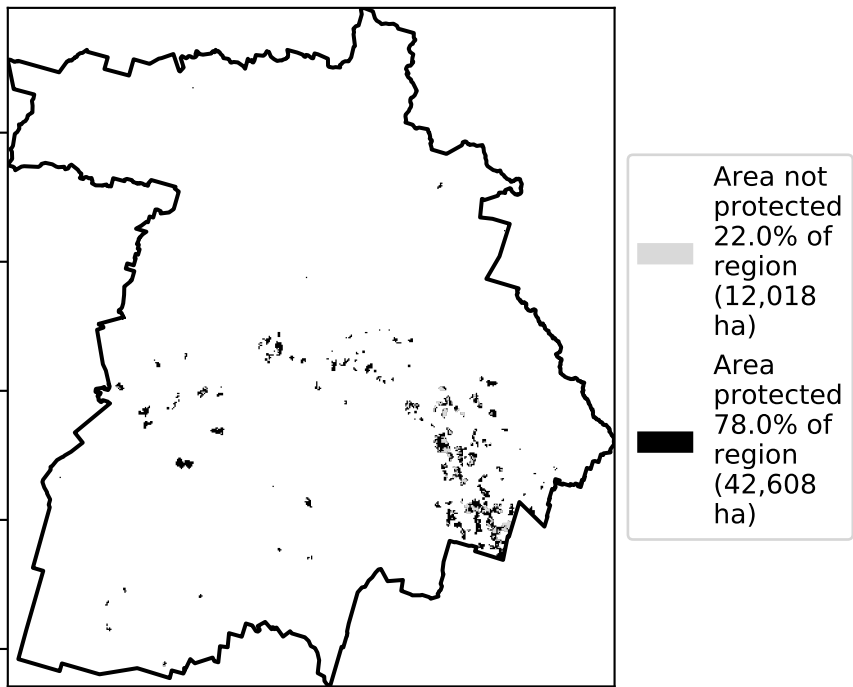 Area not
protected
22.0% of
region
(12,018
ha)
Area
protected
78.0% of
region
(42,608
ha)